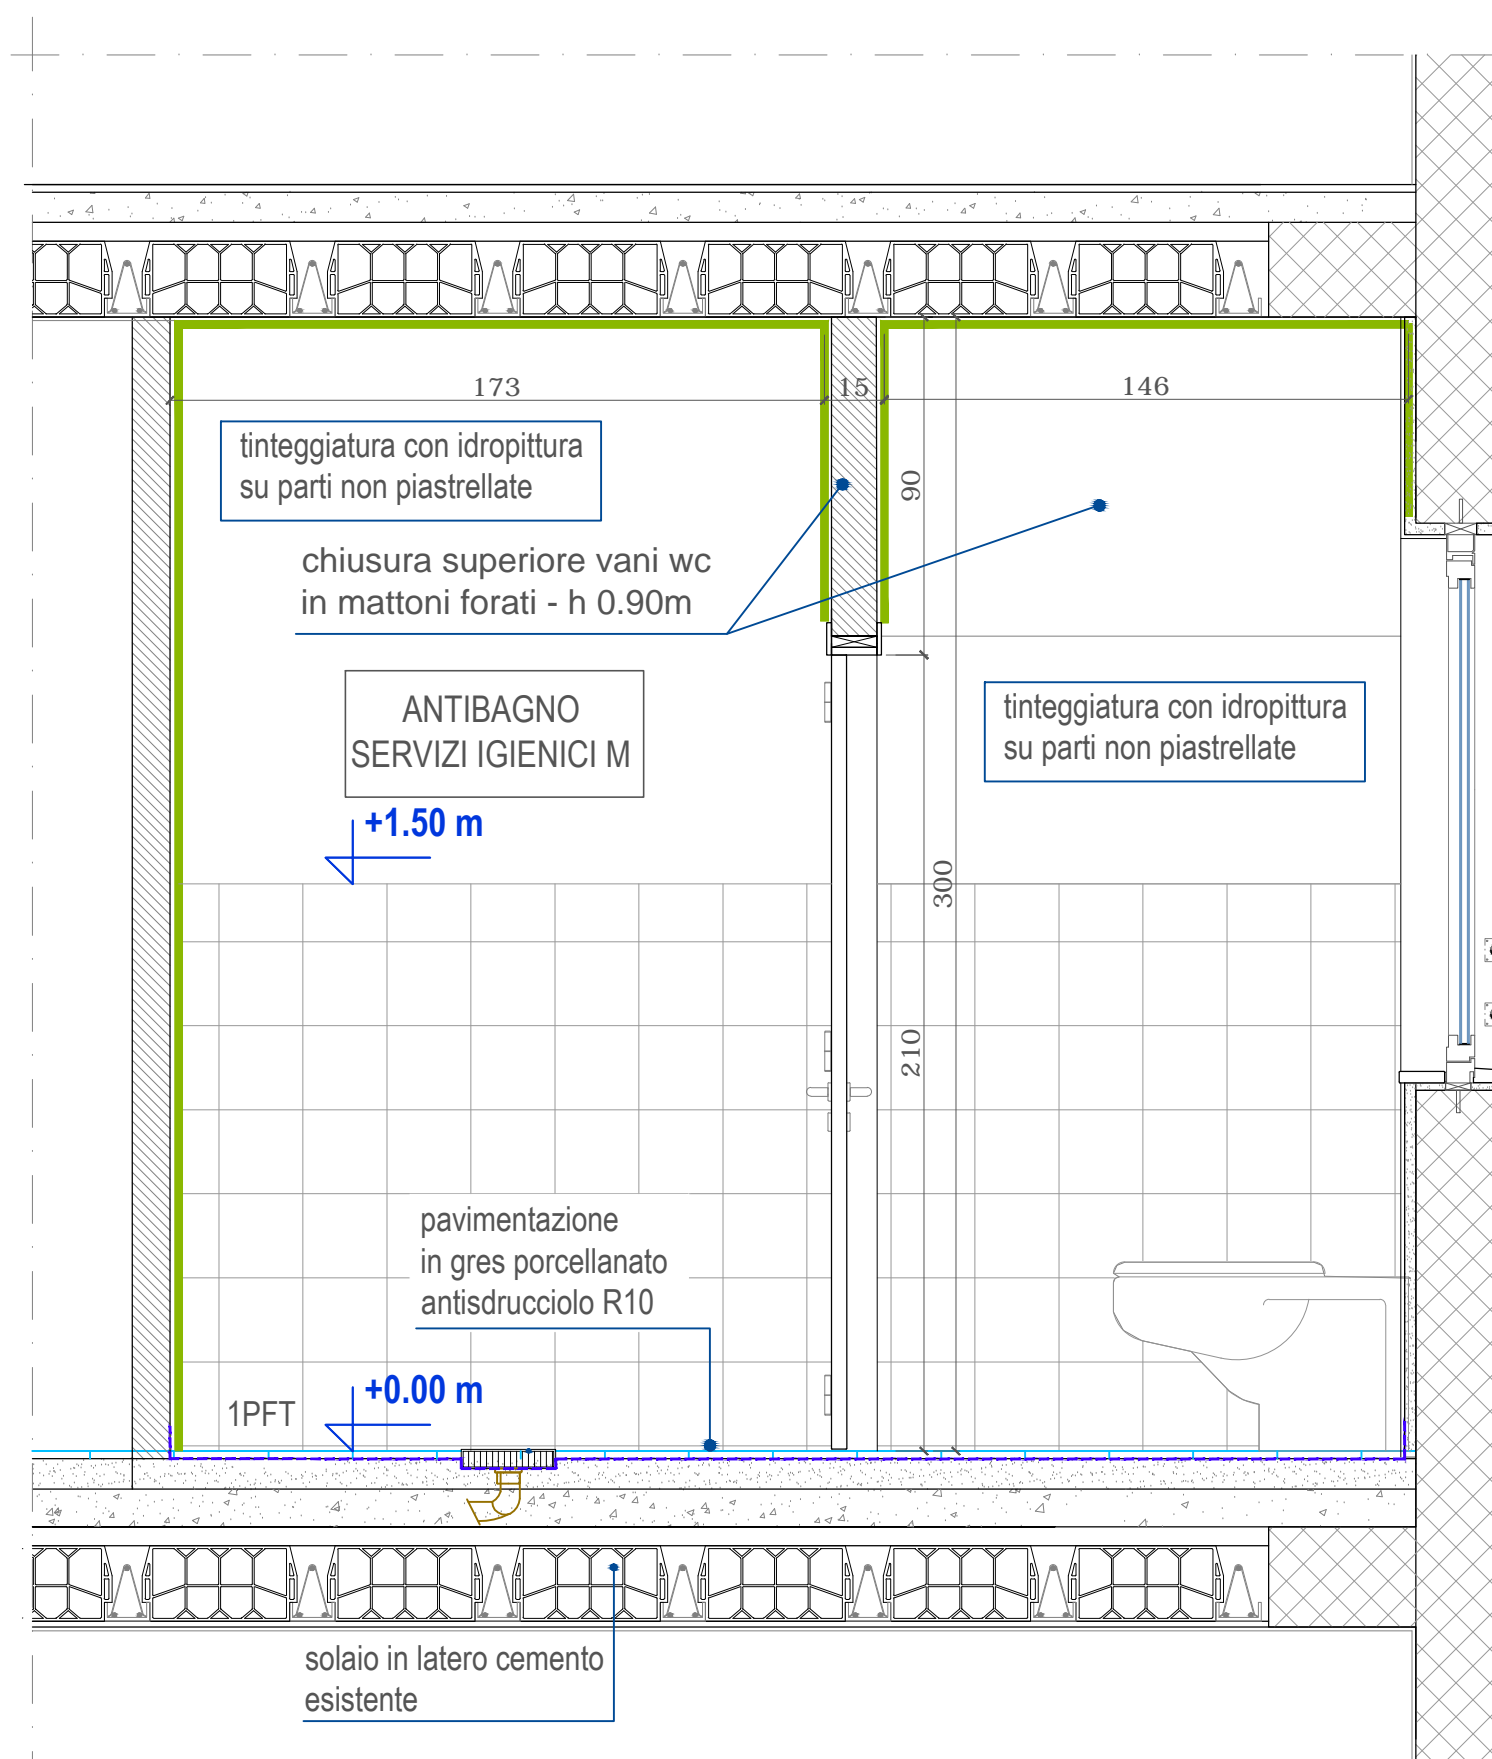 173
15
146
tinteggiatura con idropittura
su parti non piastrellate
90
chiusura superiore vani wc
in mattoni forati - h 0.90m
ANTIBAGNO
SERVIZI IGIENICI M
tinteggiatura con idropittura
su parti non piastrellate
+1.50 m
300
210
pavimentazione
in gres porcellanato
antisdrucciolo R10
+0.00 m
1PFT
solaio in latero cemento
esistente